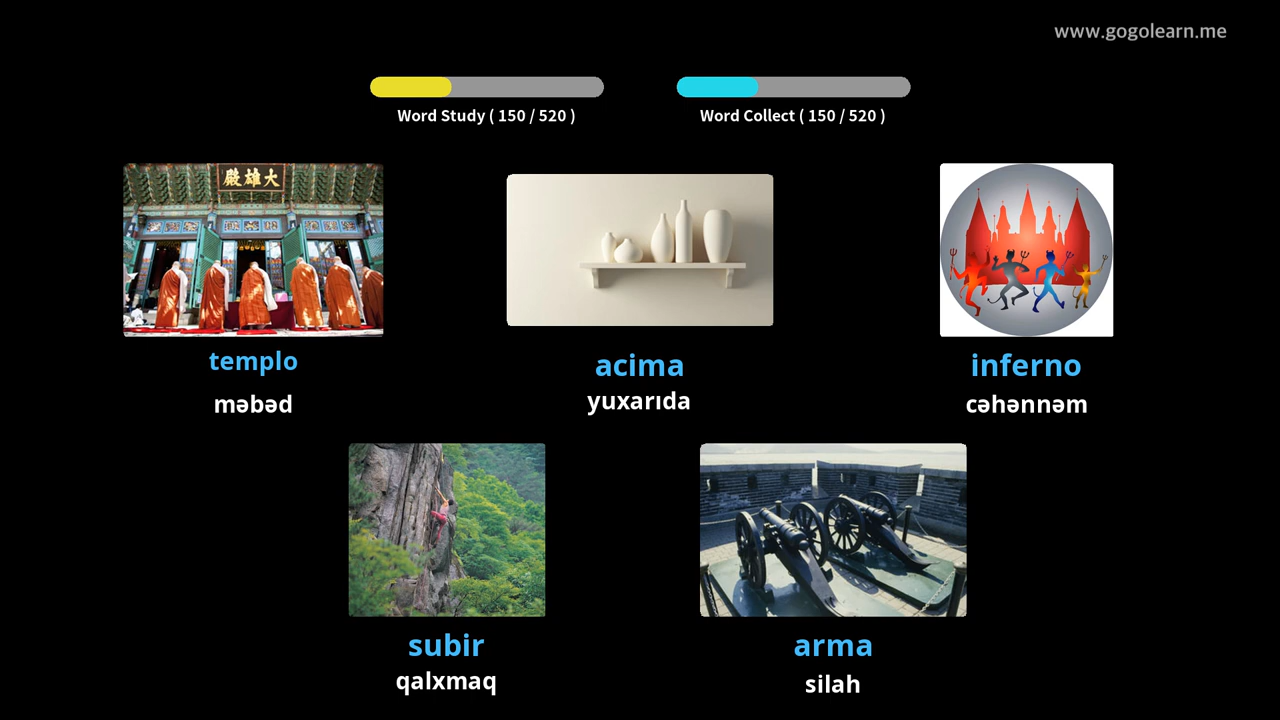 www.gogolearn.me
Word Study ( 150 / 520 )
Word Collect ( 150 / 520 )
大雄殿
templo
məbəd
acima
yuxarıda
inferno
cəhənnəm
subir
qalxmaq
arma
silah